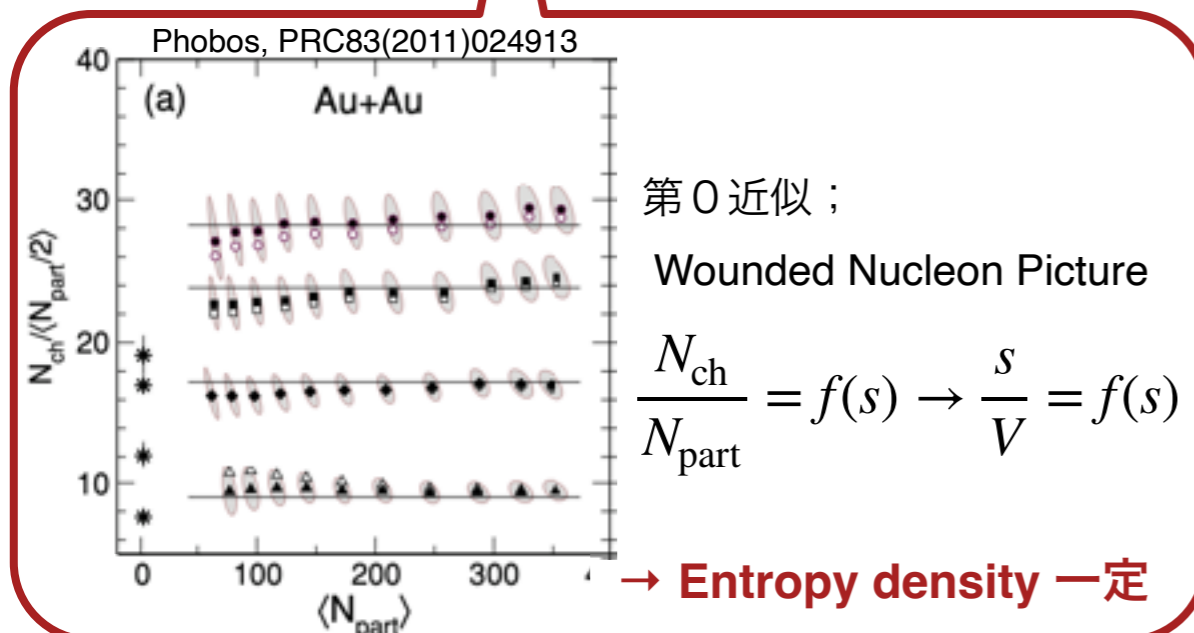 Phobos, PRC83(2011)024913
40
(a)
Au+Au
30
20
10
N_ch/⟨N_part/2⟩
0
100
200
300
⟨N_part⟩
第０近似；
Wounded Nucleon Picture
N_ch/N_part = f(s) → s/V = f(s)
→ Entropy density 一定